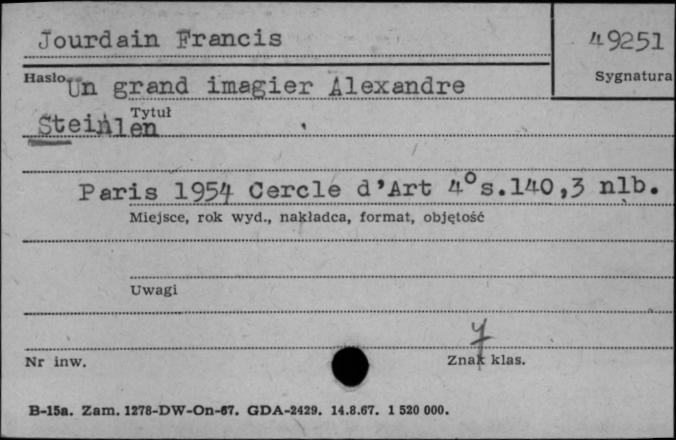 Jourdain Francis
49251
Hasło
Sygnatura
Un grand imagier Alexandre
Tytuł
Steinlen
Paris 1954 Cercle d'Art 4° s.140,3 nlb.
Miejsce, rok wyd., nakładca, format, objętość
Uwagi
Nr inw.
Znak klas.
B-15a. Zam. 1278-DW-On-67. GDA-2429. 14.8.67. 1 520 000.